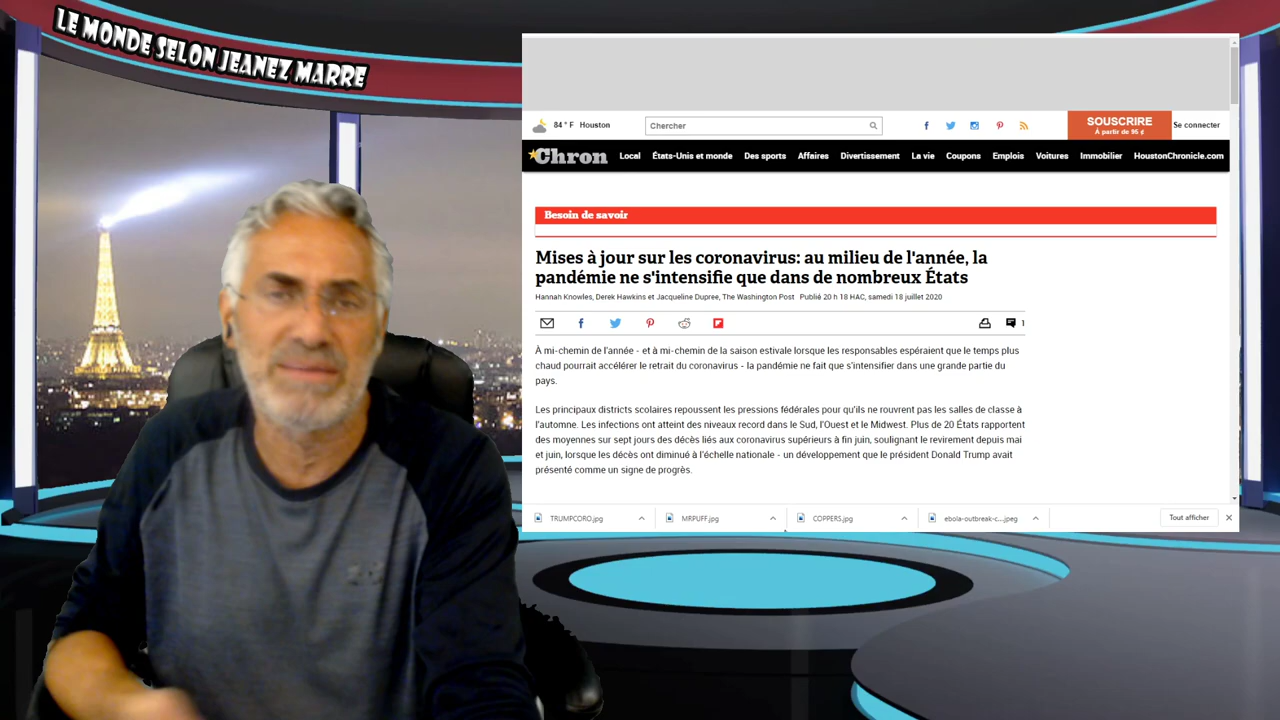 LE MONDE SELON JEANEZ MARRE
84 ° F Houston
Chercher
SOUSCRIRE
À partir de 95 ¢
Se connecter
Chron
Local États-Unis et monde Des sports Affaires Divertissement La vie Coupons Emplois Voitures Immobilier HoustonChronicle.com
Besoin de savoir
Mises à jour sur les coronavirus: au milieu de l'année, la
pandémie ne s'intensifie que dans de nombreux États
Hannah Knowles, Derek Hawkins et Jacqueline Dupree, The Washington Post Publié 20 h 18 HAC, samedi 18 juillet 2020
1
À mi-chemin de l'année - et à mi-chemin de la saison estivale lorsque les responsables espéraient que le temps plus
chaud pourrait accélérer le retrait du coronavirus - la pandémie ne fait que s'intensifier dans une grande partie du
pays.
Les principaux districts scolaires repoussent les pressions fédérales pour qu'ils ne rouvrent pas les salles de classe à
l'automne. Les infections ont atteint des niveaux record dans le Sud, l'Ouest et le Midwest. Plus de 20 États rapportent
des moyennes sur sept jours des décès liés aux coronavirus supérieurs à fin juin, soulignant le revirement depuis mai
et juin, lorsque les décès ont diminué à l'échelle nationale - un développement que le président Donald Trump avait
présenté comme un signe de progrès.
TRUMPCORO.jpg MRPUFF.jpg COPPERS.jpg ebola-outbreak-c....jpeg Tout afficher